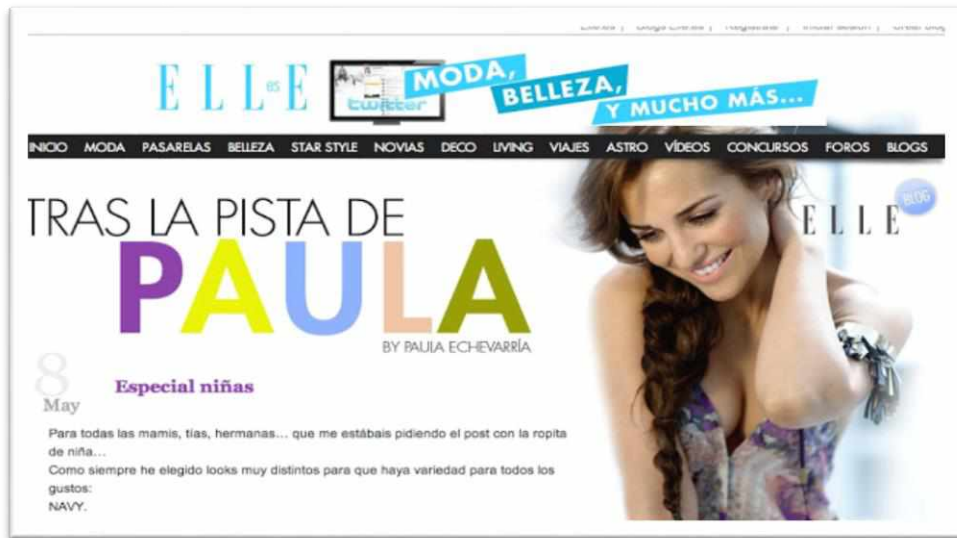 ELLE es
twitter
MODA,
BELLEZA,
Y MUCHO MÁS...
INICIO MODA PASARELAS BELLEZA STAR STYLE NOVIAS DECO LIVING VIAJES ASTRO VÍDEOS CONCURSOS FOROS BLOGS
TRAS LA PISTA DE
PAULA
BY PAULA ECHEVARRÍA
ELLE
BLOG
8
May
Especial niñas
Para todas las mamis, tías, hermanas... que me estábais pidiendo el post con la ropita
de niña...
Como siempre he elegido looks muy distintos para que haya variedad para todos los
gustos:
NAVY.